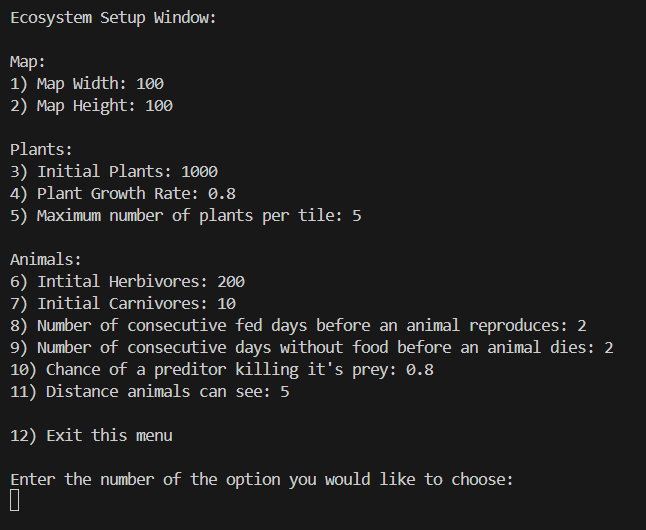 Ecosystem Setup Window:
Map:
1) Map Width: 100
2) Map Height: 100
Plants:
3) Initial Plants: 1000
4) Plant Growth Rate: 0.8
5) Maximum number of plants per tile: 5
Animals:
6) Intital Herbivores: 200
7) Initial Carnivores: 10
8) Number of consecutive fed days before an animal reproduces: 2
9) Number of consecutive days without food before an animal dies: 2
10) Chance of a preditor killing it's prey: 0.8
11) Distance animals can see: 5
12) Exit this menu
Enter the number of the option you would like to choose: